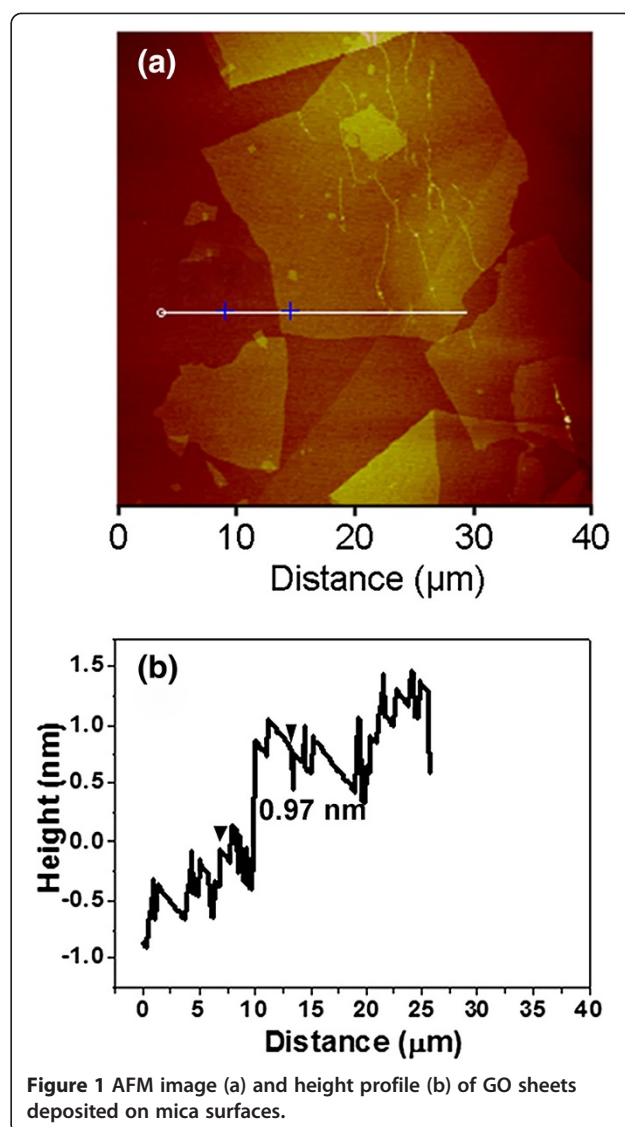 (a)
0 10 20 30 40
Distance (μm)
(b)
1.5
1.0
0.5
0.0
-0.5
-1.0
Height (nm)
0.97 nm
0 5 10 15 20 25 30 35 40
Distance (μm)
Figure 1 AFM image (a) and height profile (b) of GO sheets
deposited on mica surfaces.